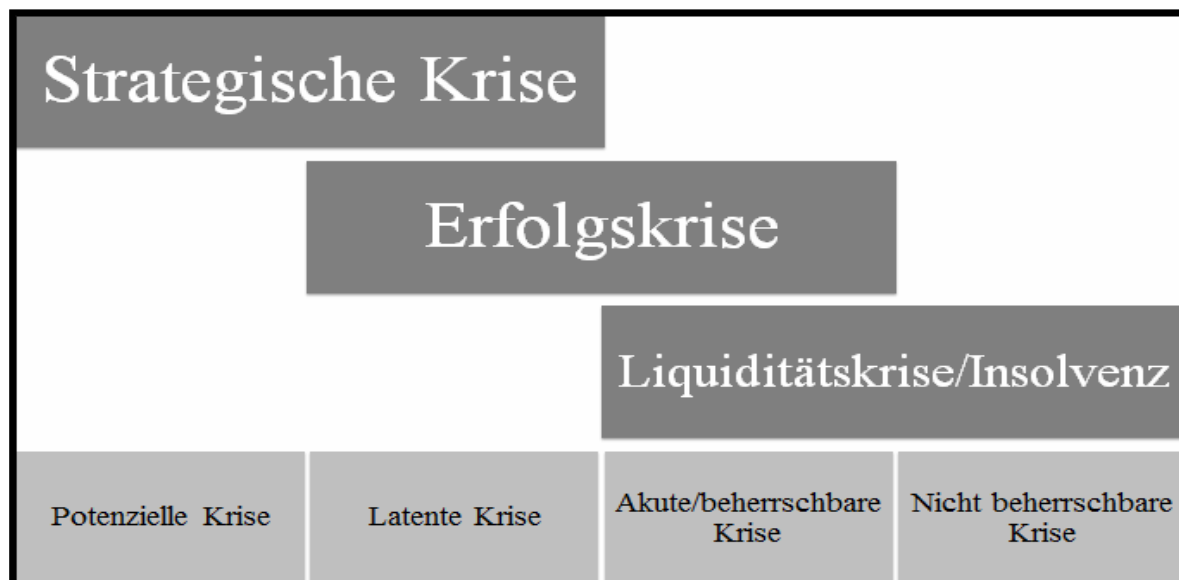 Strategische Krise
Erfolgskrise
Liquiditätskrise/Insolvenz
Potenzielle Krise
Latente Krise
Akute/beherrschbare
Krise
Nicht beherrschbare
Krise